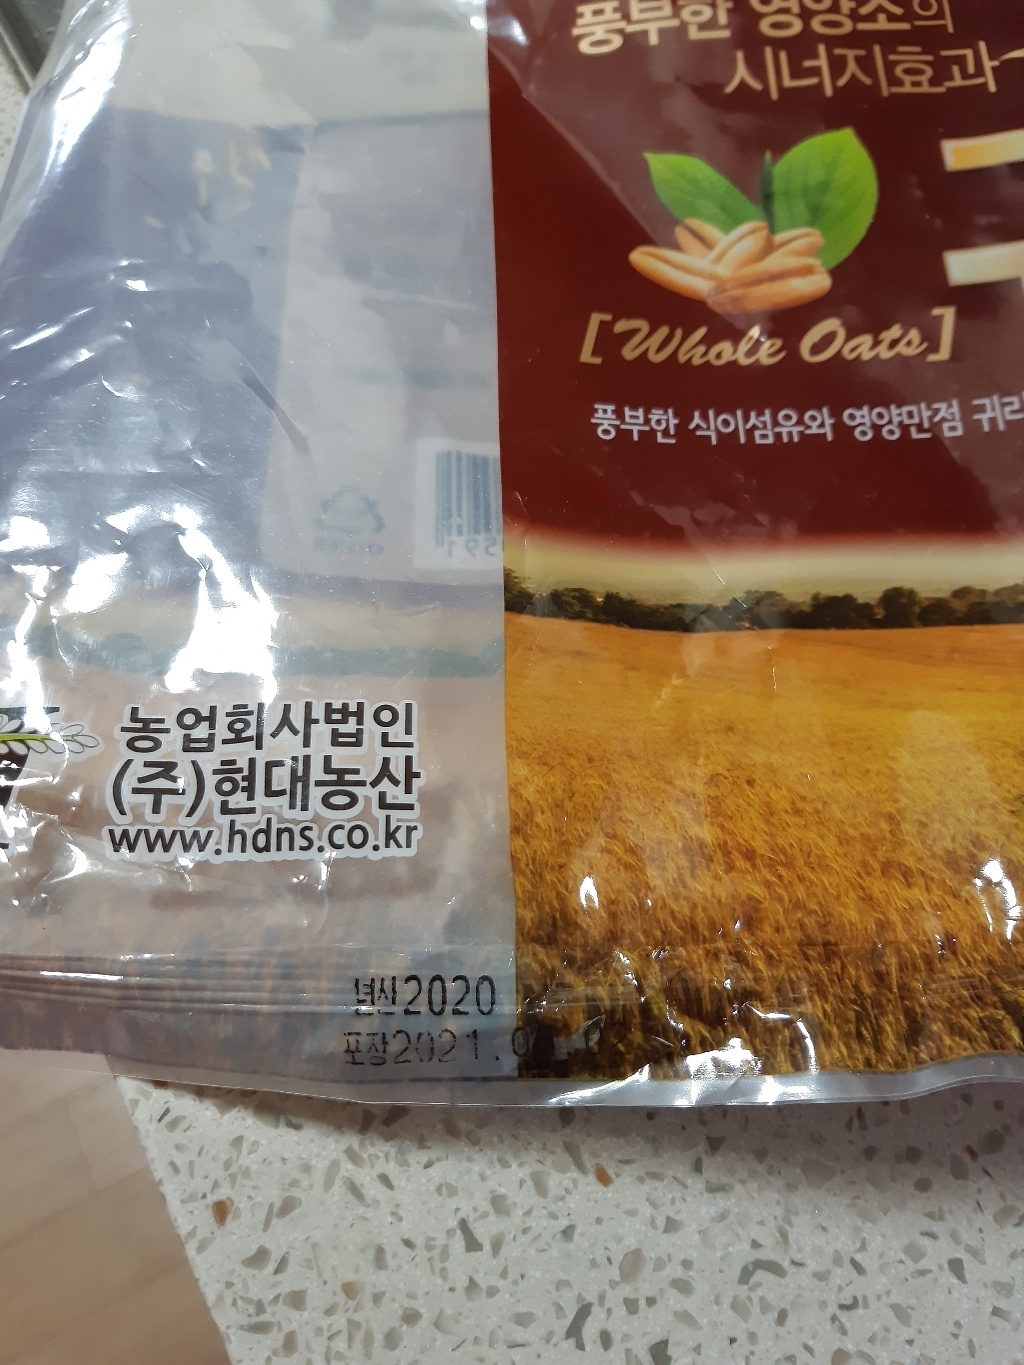 풍부한 영양소의
시너지효과
[Whole Oats]
풍부한 식이섬유와 영양만점
농업회사법인
(주)현대농산
www.hdns.co.kr
년산2020
포장2021.